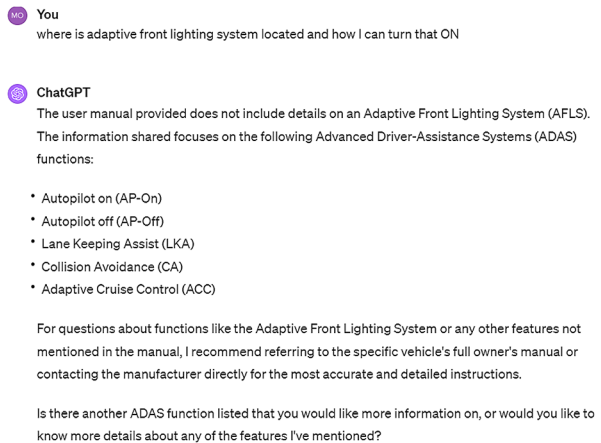 MO You
where is adaptive front lighting system located and how I can turn that ON
ChatGPT
The user manual provided does not include details on an Adaptive Front Lighting System (AFLS).
The information shared focuses on the following Advanced Driver-Assistance Systems (ADAS)
functions:
• Autopilot on (AP-On)
• Autopilot off (AP-Off)
• Lane Keeping Assist (LKA)
• Collision Avoidance (CA)
• Adaptive Cruise Control (ACC)
For questions about functions like the Adaptive Front Lighting System or any other features not
mentioned in the manual, I recommend referring to the specific vehicle's full owner's manual or
contacting the manufacturer directly for the most accurate and detailed instructions.
Is there another ADAS function listed that you would like more information on, or would you like to
know more details about any of the features I've mentioned?